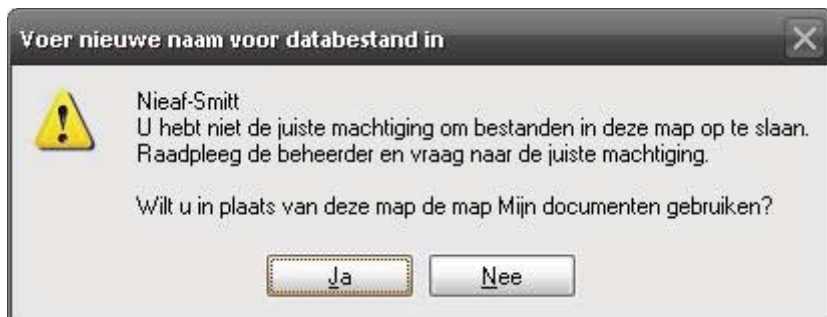 Voer nieuwe naam voor databestand in
Nieaf-Smitt
U hebt niet de juiste machtiging om bestanden in deze map op te slaan.
Raadpleeg de beheerder en vraag naar de juiste machtiging.
Wilt u in plaats van deze map de map Mijn documenten gebruiken?
Ja Nee